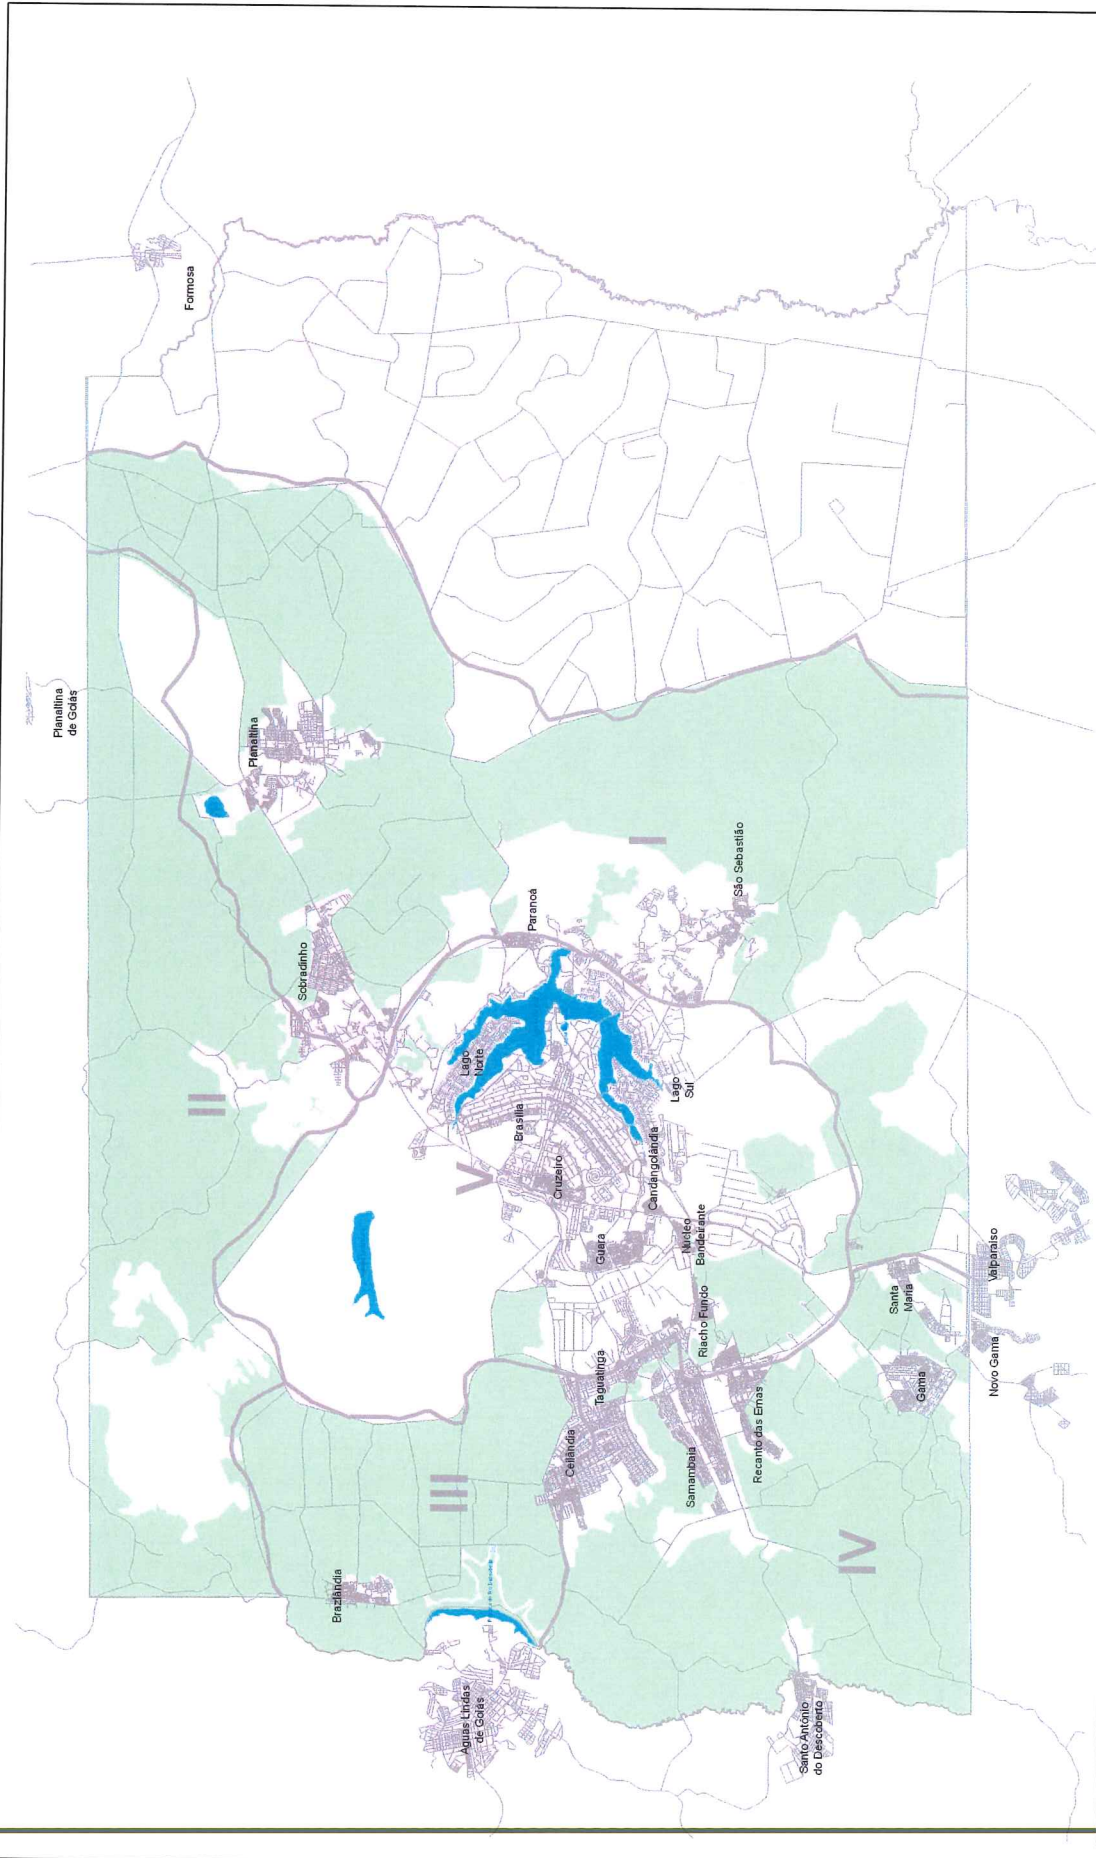 Planaltina
de Goiás
Formosa
Planaltina
Sobradinho
II
Brazlândia
III
V
Lago
Norte
Brasília
Paranoá
I
São Sebastião
Cruzeiro
Lago
Sul
Candangolândia
Guará
Núcleo
Bandeirante
Águas Lindas
de Goiás
Ceilândia
Taguatinga
Riacho Fundo
Samambaia
Recanto das Emas
IV
Santo Antônio
do Descoberto
Gama
Santa
Maria
Novo Gama
Valparaíso